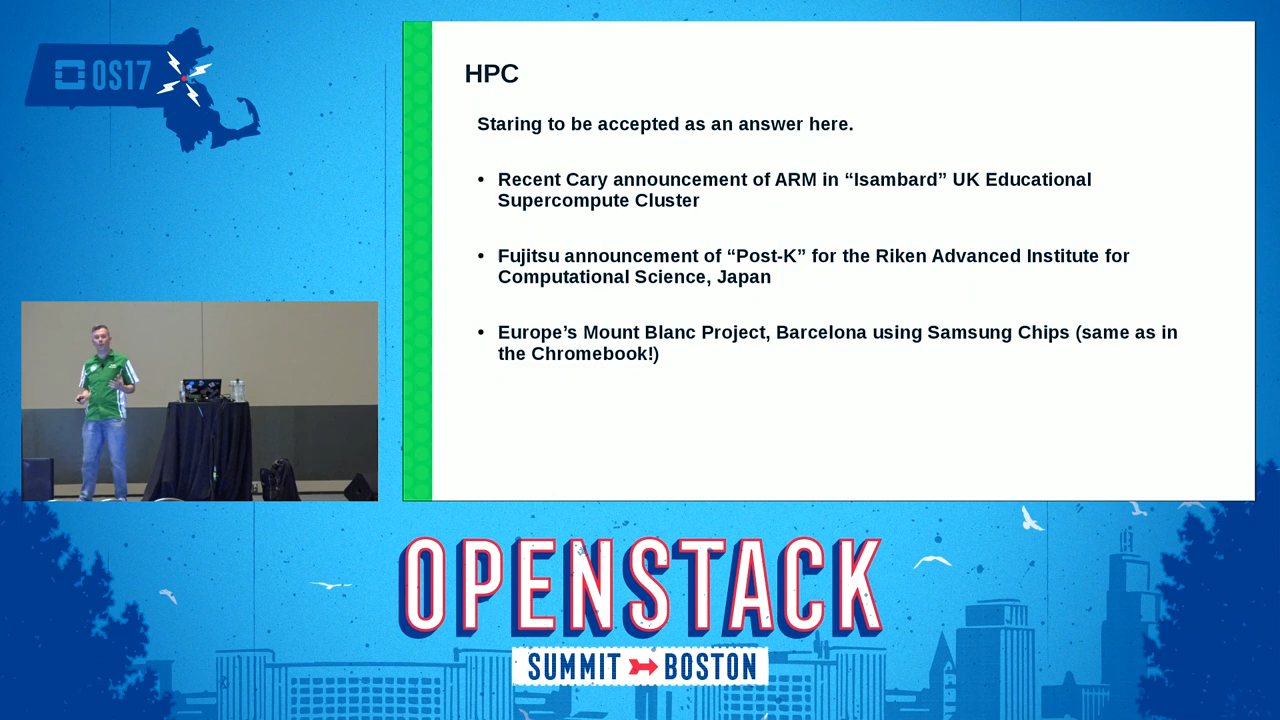 OS17
HPC
Staring to be accepted as an answer here.
• Recent Cary announcement of ARM in “Isambard” UK Educational
Supercompute Cluster
• Fujitsu announcement of “Post-K” for the Riken Advanced Institute for
Computational Science, Japan
• Europe’s Mount Blanc Project, Barcelona using Samsung Chips (same as in
the Chromebook!)
OPENSTACK
SUMMIT BOSTON